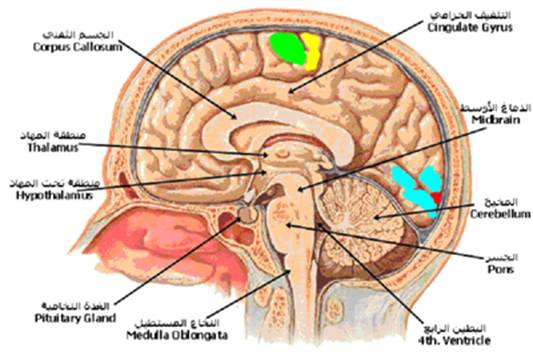 التلفيف الحزامي
Cingulate Gyrus
الجسم الثفني
Corpus Callosum
الدماغ الأوسط
Midbrain
منطقة المهاد
Thalamus
منطقة تحت المهاد
Hypothalamus
المخيخ
Cerebellum
الجسر
Pons
الغدة النخامية
Pituitary Gland
النخاع المستطيل
Medulla Oblongata
البطين الرابع
4th. Ventricle